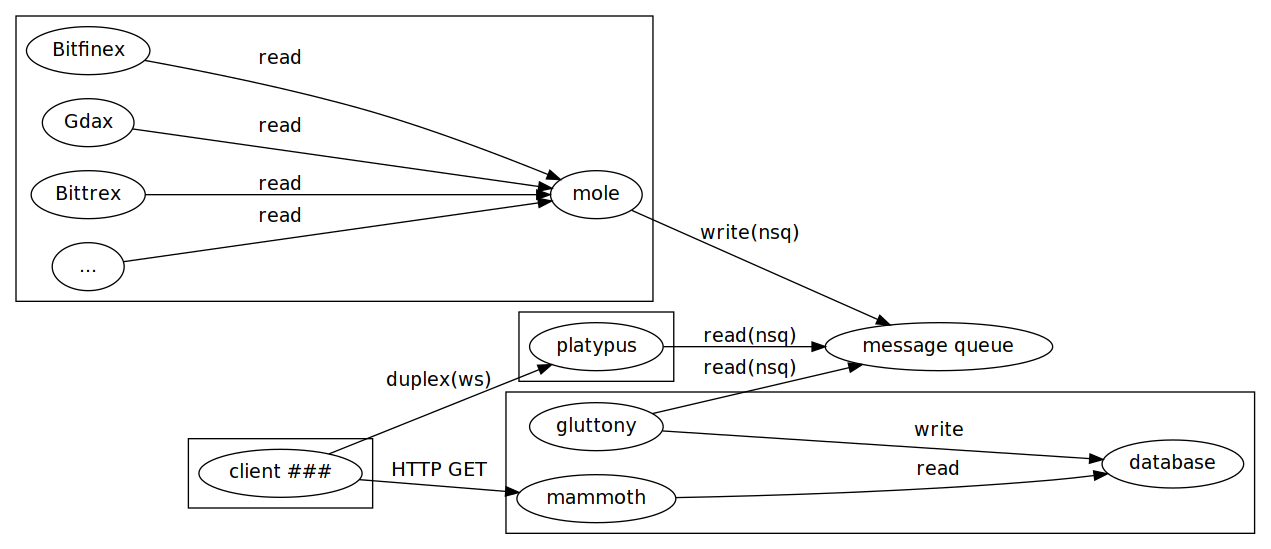 Bitfinex
read
Gdax
read
Bittrex
read
read
...
mole
write(nsq)
platypus
read(nsq)
message queue
read(nsq)
duplex(ws)
gluttony
write
client ###
HTTP GET
mammoth
read
database